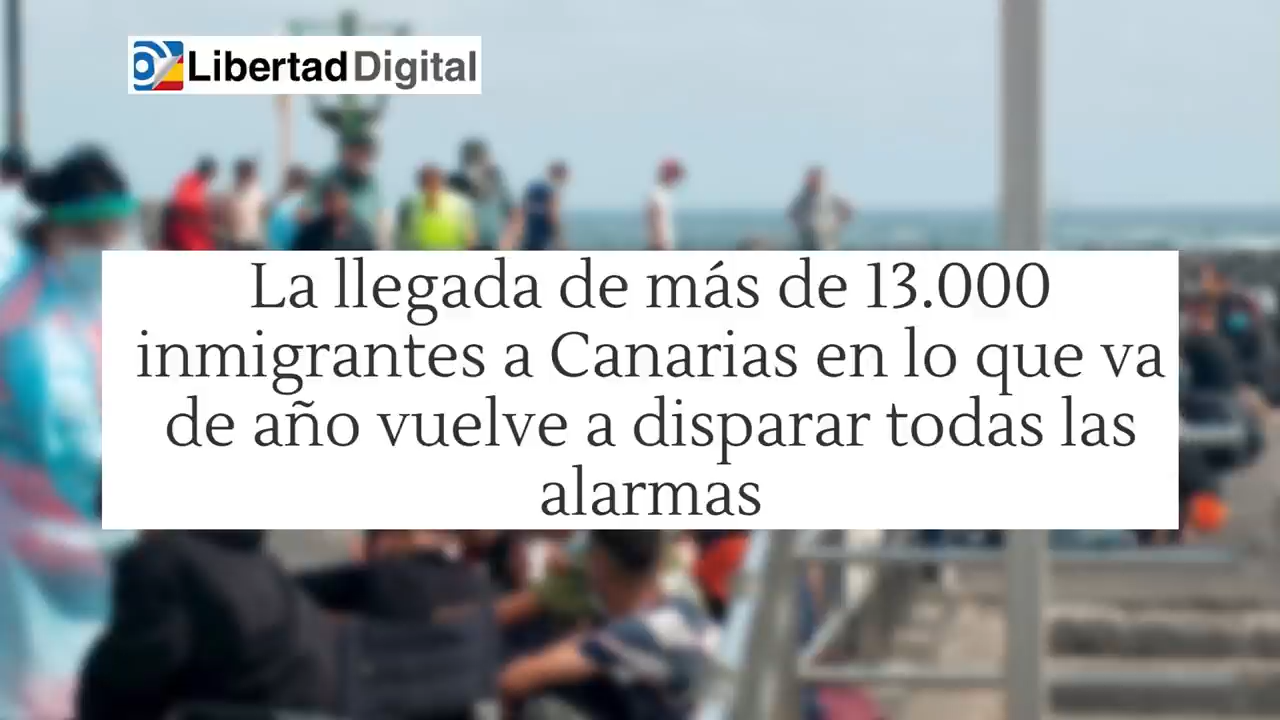 Libertad Digital
La llegada de más de 13.000
inmigrantes a Canarias en lo que va
de año vuelve a disparar todas las
alarmas